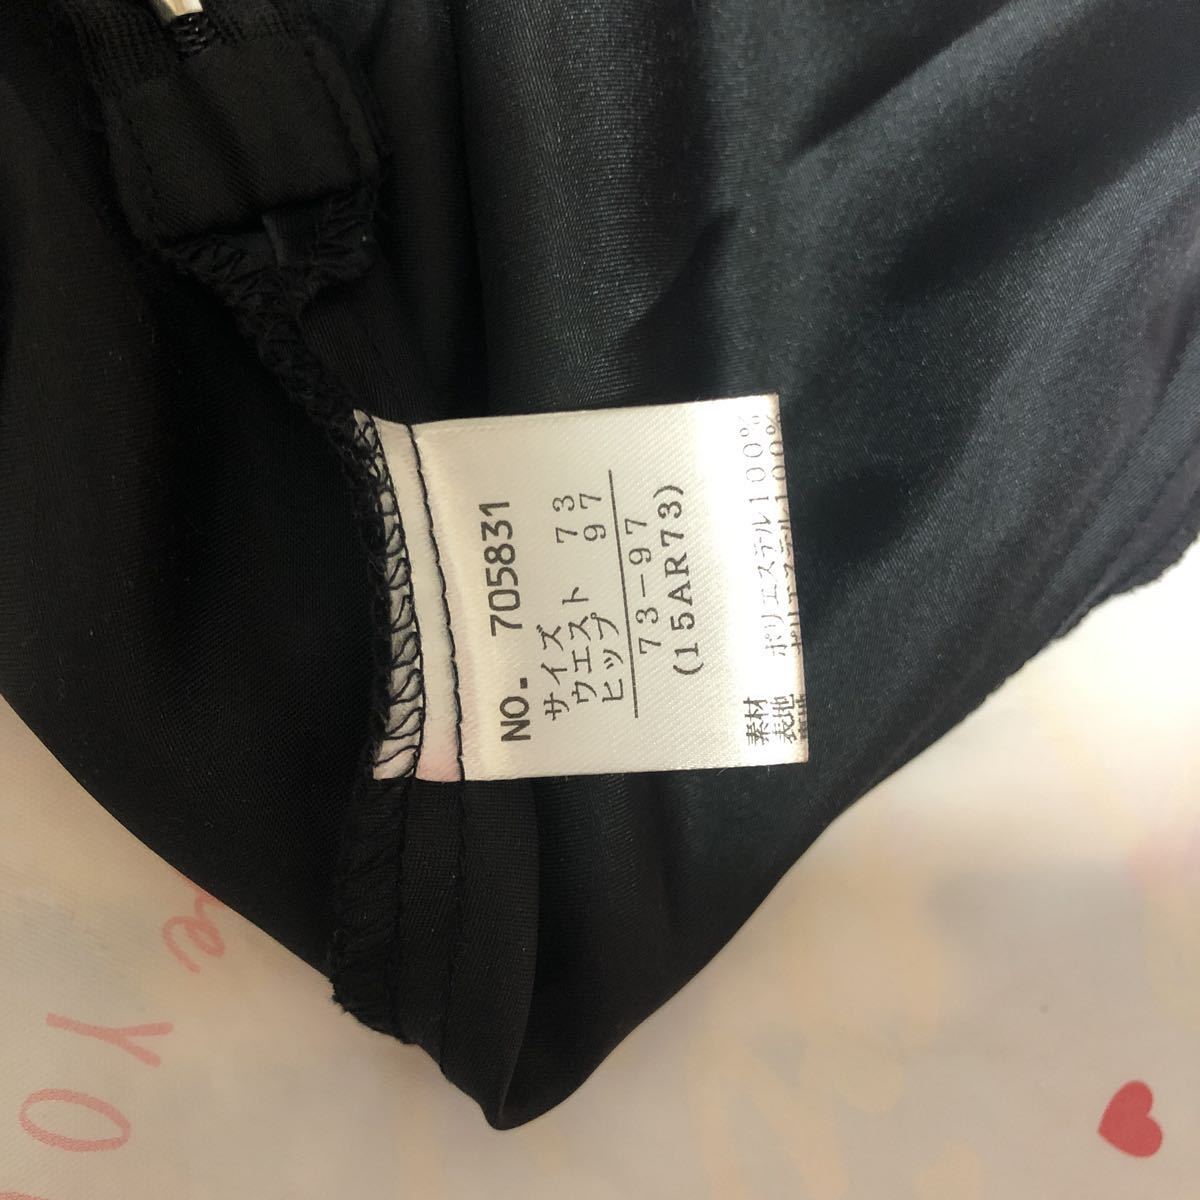 NO. 705831
サイズ
ウエスト 73
ヒップ 97
73-97
(15AR73)
素材
表地 ポリエステル100%